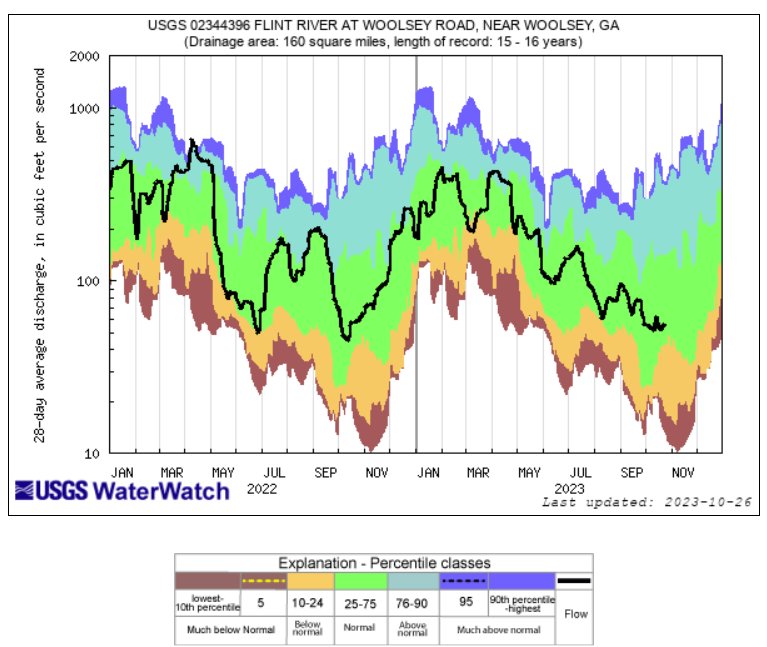 USGS 02344396 FLINT RIVER AT WOOLSEY ROAD, NEAR WOOLSEY, GA
(Drainage area: 160 square miles, length of record: 15 - 16 years)
28-day average discharge, in cubic feet per second
2000
1000
100
10
JAN MAR MAY JUL SEP NOV JAN MAR MAY JUL SEP NOV
2022 2023
USGS WaterWatch
Last updated: 2023-10-26
Explanation - Percentile classes
lowest-
10th percentile
5
10-24
25-75
76-90
95
90th percentile
-highest
Flow
Much below Normal
Below
normal
Normal
Above
normal
Much above normal